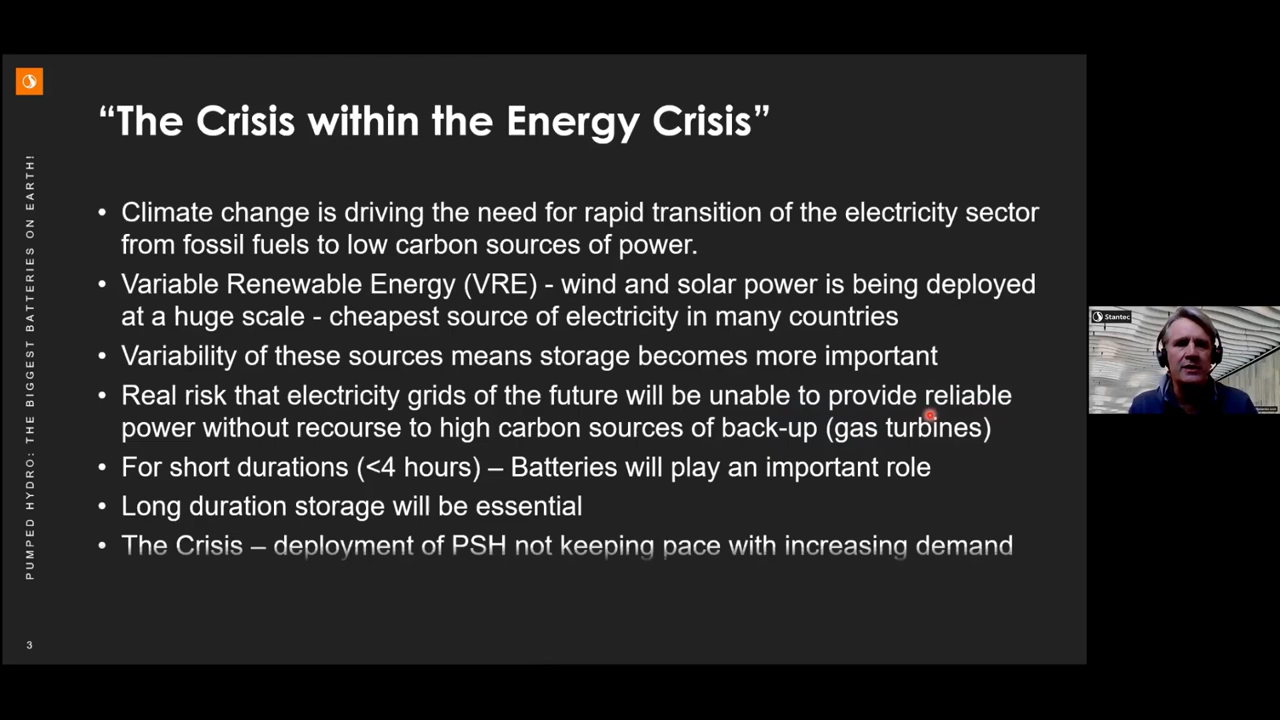 “The Crisis within the Energy Crisis”
• Climate change is driving the need for rapid transition of the electricity sector
from fossil fuels to low carbon sources of power.
• Variable Renewable Energy (VRE) - wind and solar power is being deployed
at a huge scale - cheapest source of electricity in many countries
• Variability of these sources means storage becomes more important
• Real risk that electricity grids of the future will be unable to provide reliable
power without recourse to high carbon sources of back-up (gas turbines)
• For short durations (<4 hours) – Batteries will play an important role
• Long duration storage will be essential
• The Crisis – deployment of PSH not keeping pace with increasing demand
PUMPED HYDRO: THE BIGGEST BATTERIES ON EARTH!
3
Stantec